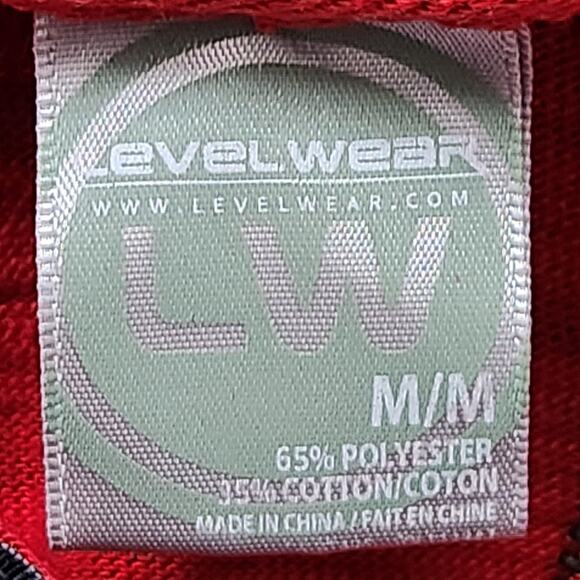 LEVELWEAR
WWW.LEVELWEAR.COM
LW
M/M
65% POLYESTER
35% COTTON/COTON
MADE IN CHINA / FAIT EN CHINE